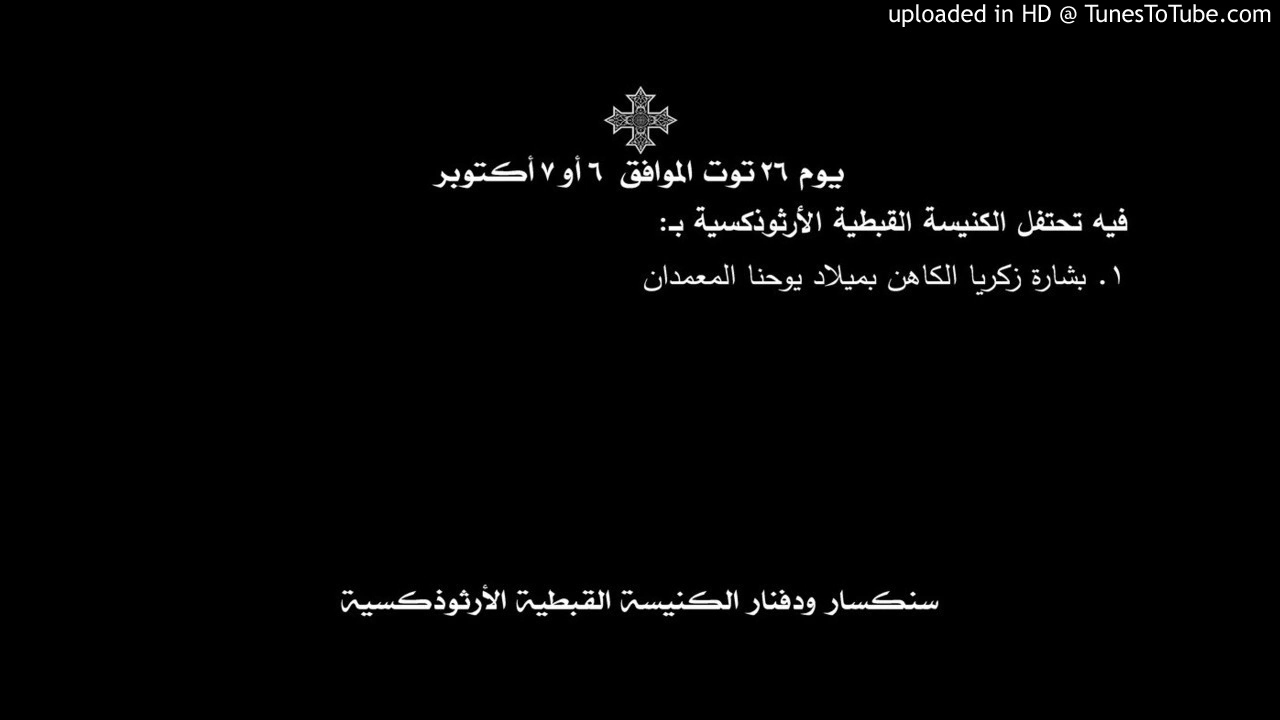 uploaded in HD @ TunesToTube.com
يوم ٢٦ توت الموافق ٦ أو ٧ أكتوبر
فيه تحتفل الكنيسة القبطية الأرثوذكسية بـ:
١. بشارة زكريا الكاهن بميلاد يوحنا المعمدان
سنكسار ودفنار الكنيسة القبطية الأرثوذكسية